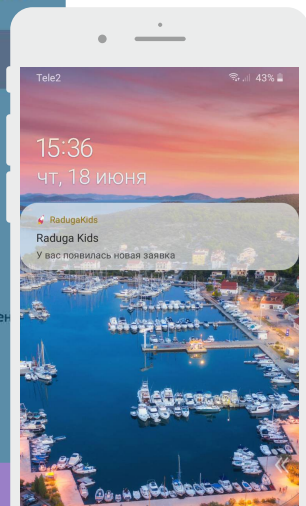 Tele2 43%
15:36
чт, 18 июня
RadugaKids
Raduga Kids
У вас появилась новая заявка